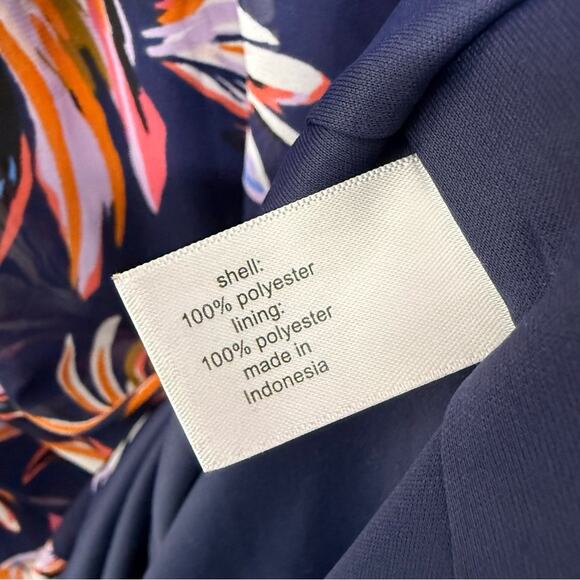 shell:
100% polyester
lining:
100% polyester
made in
Indonesia